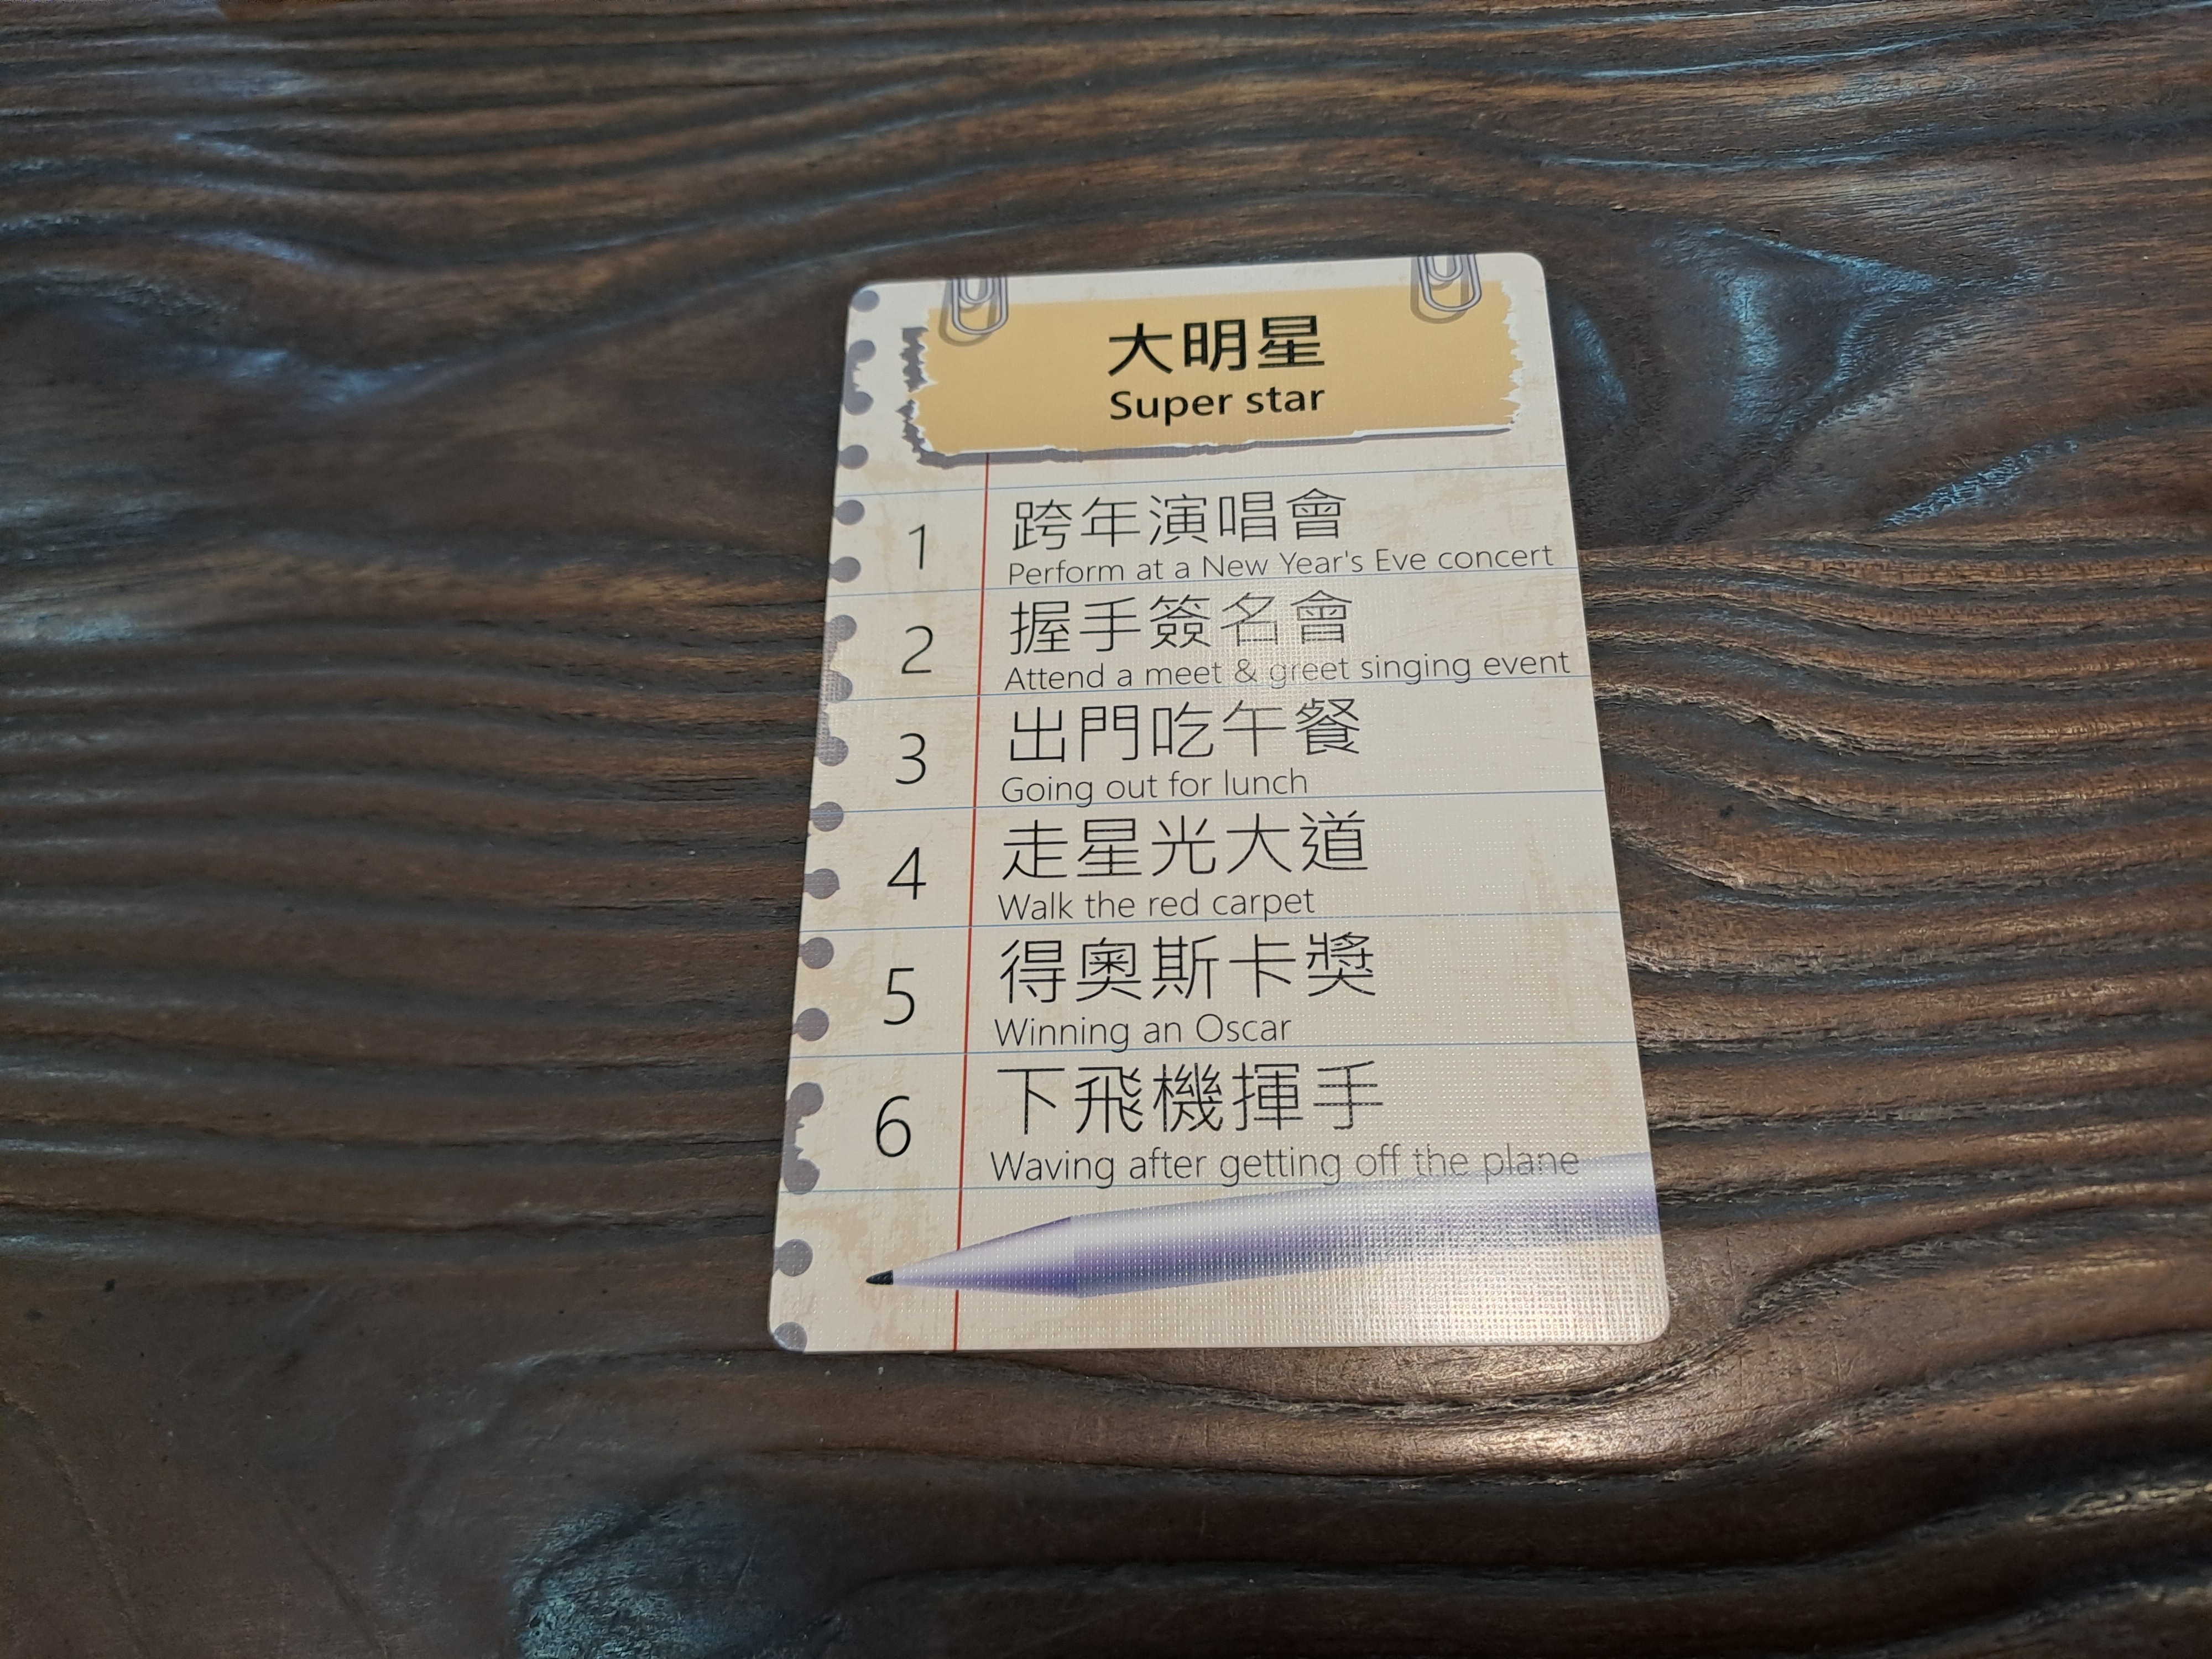 大明星
Super star
1 跨年演唱會
Perform at a New Year's Eve concert
2 握手簽名會
Attend a meet & greet singing event
3 出門吃午餐
Going out for lunch
4 走星光大道
Walk the red carpet
5 得奧斯卡獎
Winning an Oscar
6 下飛機揮手
Waving after getting off the plane